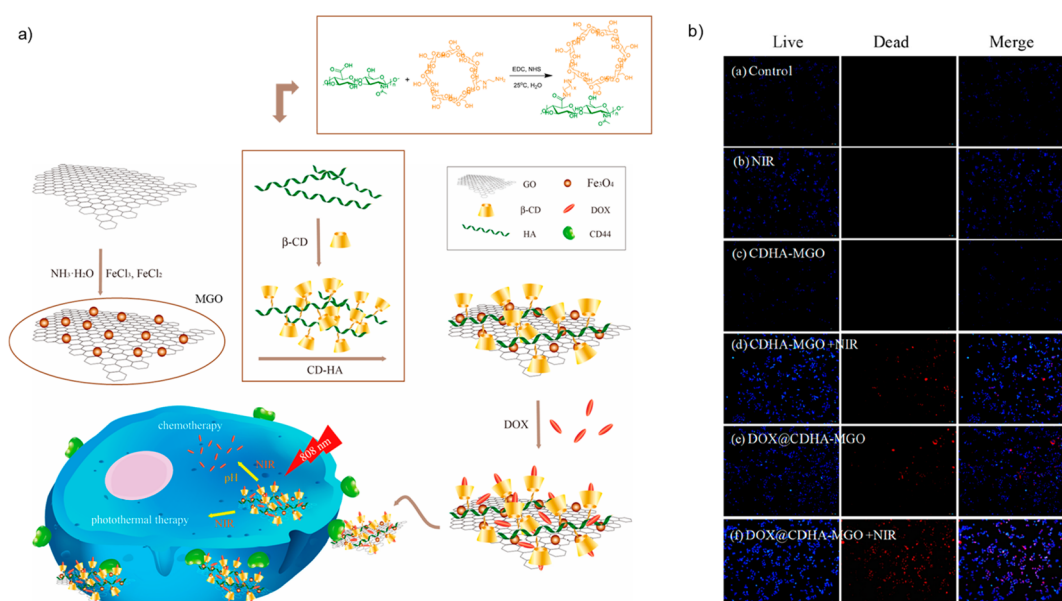 a)
EDC, NHS
25°C, H₂O
NH₃·H₂O
FeCl₃, FeCl₂
MGO
β-CD
CD-HA
GO
Fe₃O₄
β-CD
DOX
HA
CD44
DOX
chemotherapy
808 nm
NIR
pH
photothermal therapy
NIR
b)
Live Dead Merge
(a) Control
(b) NIR
(c) CDHA-MGO
(d) CDHA-MGO +NIR
(e) DOX@CDHA-MGO
(f) DOX@CDHA-MGO +NIR